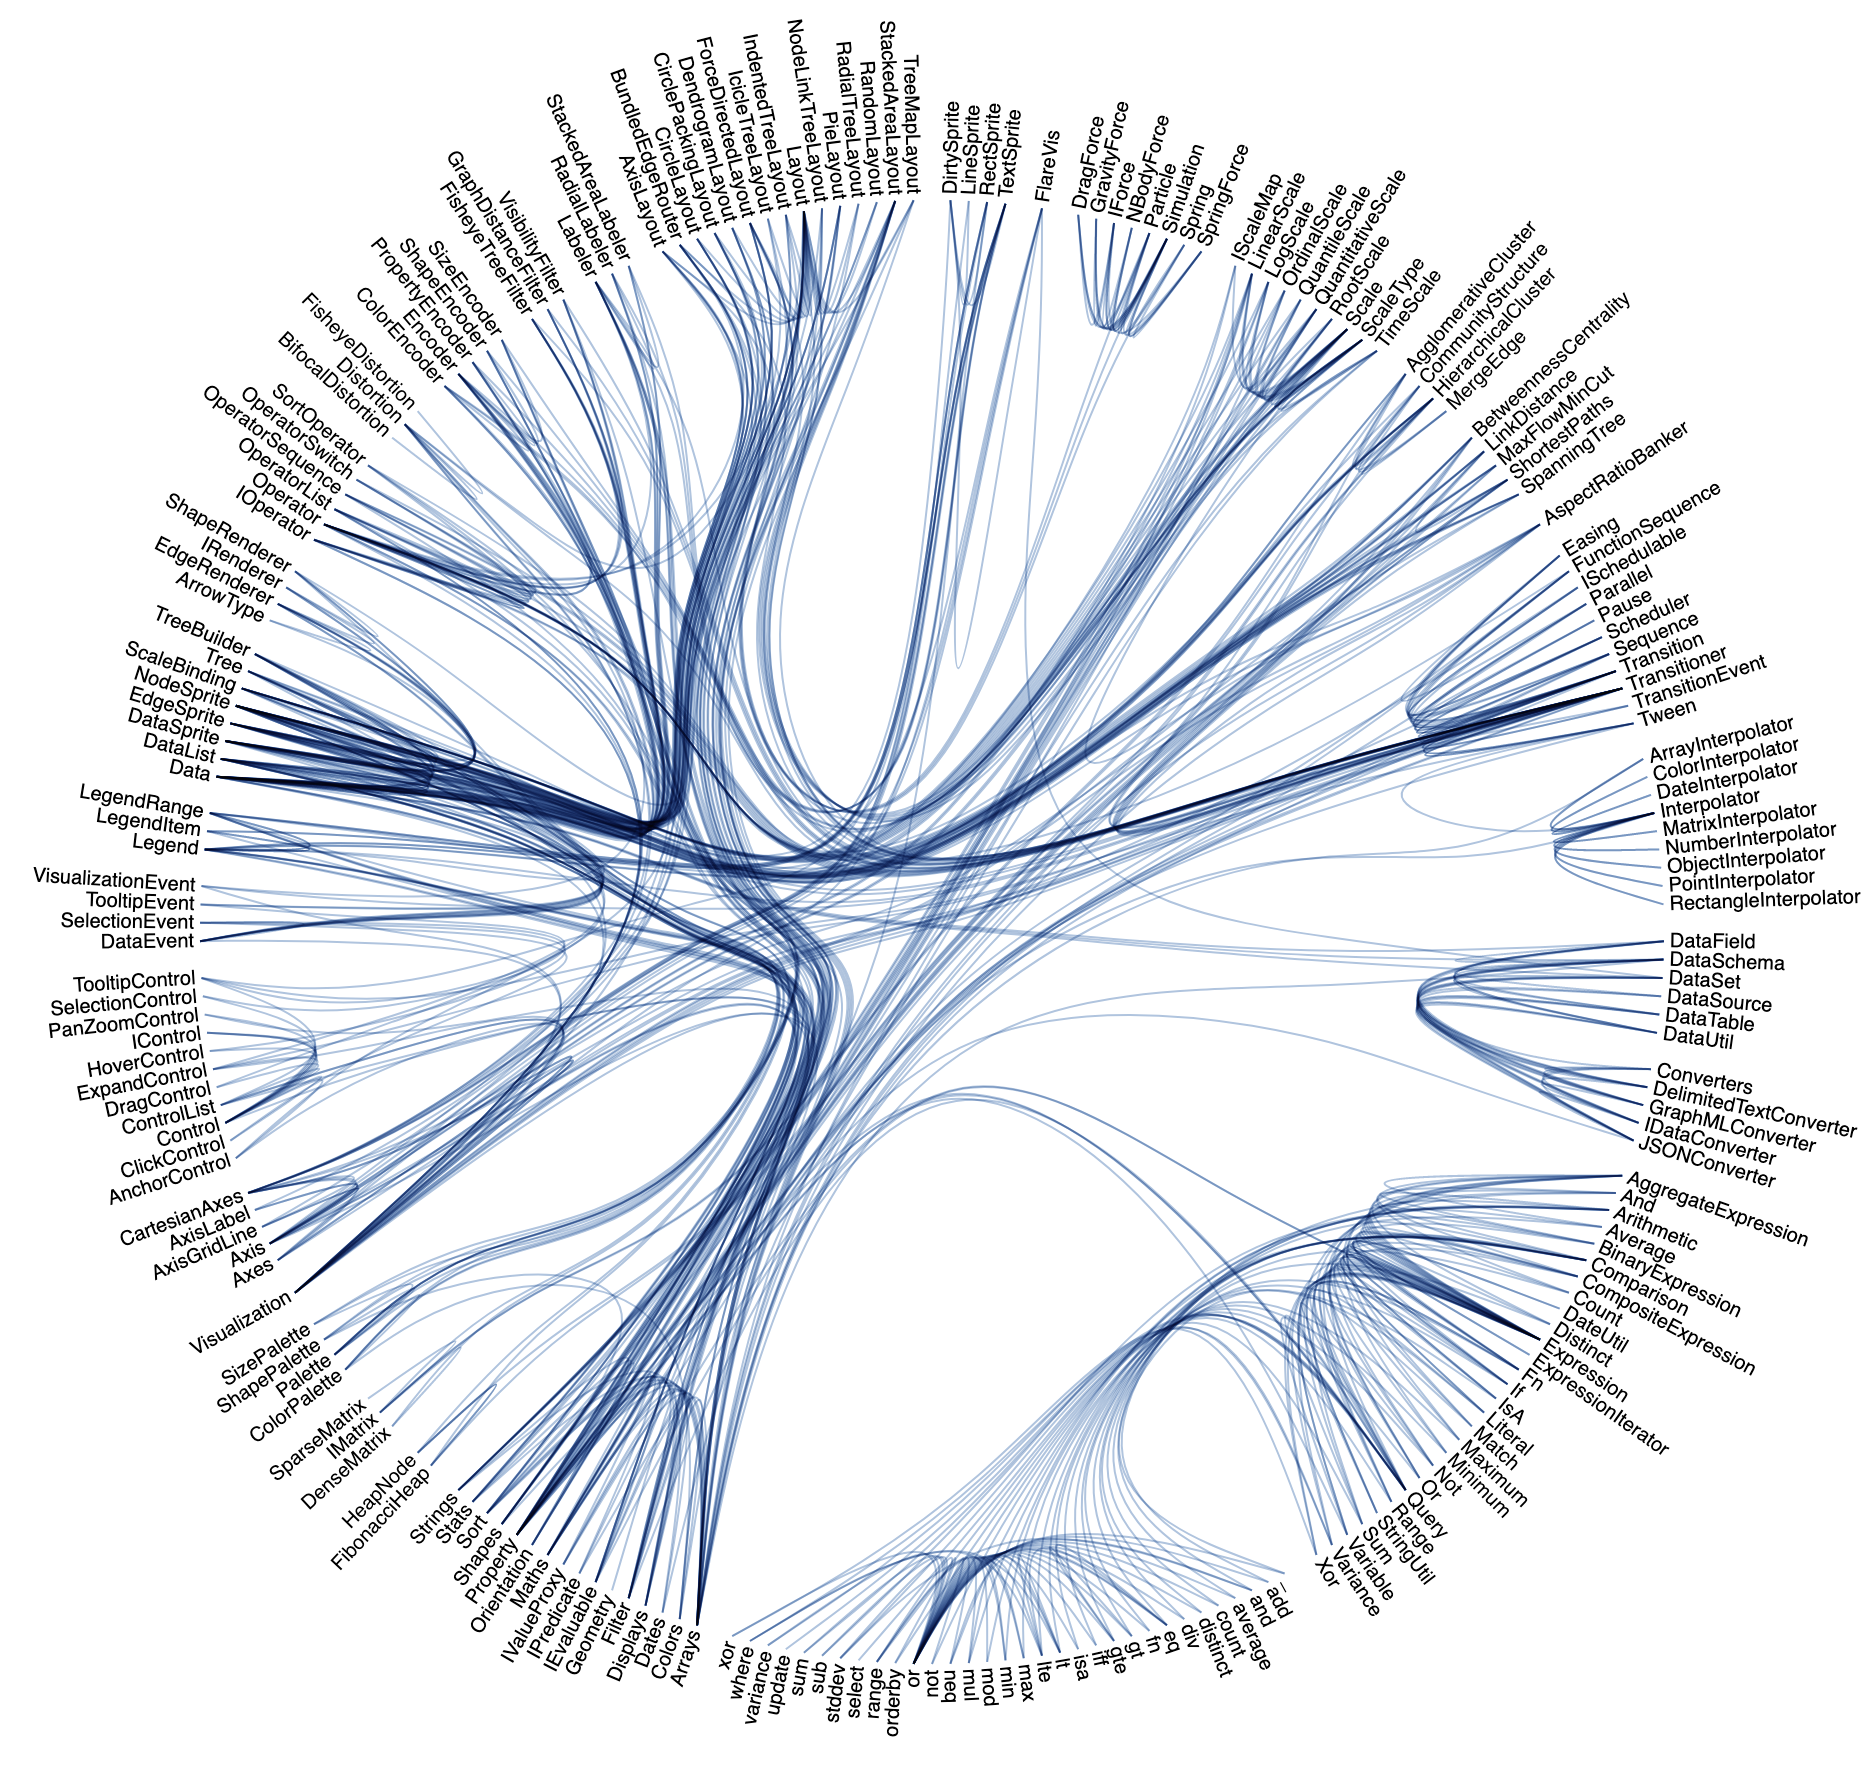 TreeMapLayout
StackedAreaLayout
RandomLayout
RadialTreeLayout
PieLayout
NodeLinkTreeLayout
Layout
IndentedTreeLayout
IcicleTreeLayout
ForceDirectedLayout
DendrogramLayout
CirclePackingLayout
CircleLayout
BundledEdgeRouter
AxisLayout
StackedAreaLabeler
RadialLabeler
Labeler
VisibilityFilter
GraphDistanceFilter
FisheyeTreeFilter
SizeEncoder
ShapeEncoder
PropertyEncoder
Encoder
ColorEncoder
FisheyeDistortion
Distortion
BifocalDistortion
SortOperator
OperatorSwitch
OperatorSequence
OperatorList
Operator
IOperator
ShapeRenderer
IRenderer
EdgeRenderer
ArrowType
TreeBuilder
Tree
ScaleBinding
NodeSprite
EdgeSprite
DataSprite
DataList
Data
LegendRange
LegendItem
Legend
VisualizationEvent
TooltipEvent
SelectionEvent
DataEvent
TooltipControl
SelectionControl
PanZoomControl
IControl
HoverControl
ExpandControl
DragControl
ControlList
Control
ClickControl
AnchorControl
CartesianAxes
AxisLabel
AxisGridLine
Axis
Axes
Visualization
SizePalette
ShapePalette
Palette
ColorPalette
SparseMatrix
IMatrix
DenseMatrix
HeapNode
FibonacciHeap
Strings
Stats
Sort
Shapes
Property
Orientation
Maths
IValueProxy
IPredicate
IEvaluable
Geometry
Filter
Displays
Dates
Colors
Arrays
xor
where
variance
update
sum
sub
stddev
select
range
orderby
or
not
neq
mul
mod
min
max
lte
lt
isa
iff
gte
gt
fn
eq
div
distinct
count
average
and
add
_
Xor
Variance
Variable
Sum
StringUtil
Range
Query
Or
Not
Minimum
Maximum
Match
Literal
IsA
If
Fn
ExpressionIterator
Expression
Distinct
DateUtil
Count
CompositeExpression
Comparison
BinaryExpression
Average
Arithmetic
And
AggregateExpression
JSONConverter
IDataConverter
GraphMLConverter
DelimitedTextConverter
Converters
DataUtil
DataTable
DataSource
DataSet
DataSchema
DataField
RectangleInterpolator
PointInterpolator
ObjectInterpolator
NumberInterpolator
MatrixInterpolator
Interpolator
DateInterpolator
ColorInterpolator
ArrayInterpolator
Tween
TransitionEvent
Transitioner
Transition
Sequence
Scheduler
Pause
Parallel
ISchedulable
FunctionSequence
Easing
AspectRatioBanker
SpanningTree
ShortestPaths
MaxFlowMinCut
LinkDistance
BetweennessCentrality
MergeEdge
HierarchicalCluster
CommunityStructure
AgglomerativeCluster
TimeScale
ScaleType
Scale
RootScale
QuantitativeScale
QuantileScale
OrdinalScale
LogScale
LinearScale
IScaleMap
SpringForce
Spring
Simulation
Particle
NBodyForce
IForce
GravityForce
DragForce
FlareVis
TextSprite
RectSprite
LineSprite
DirtySprite